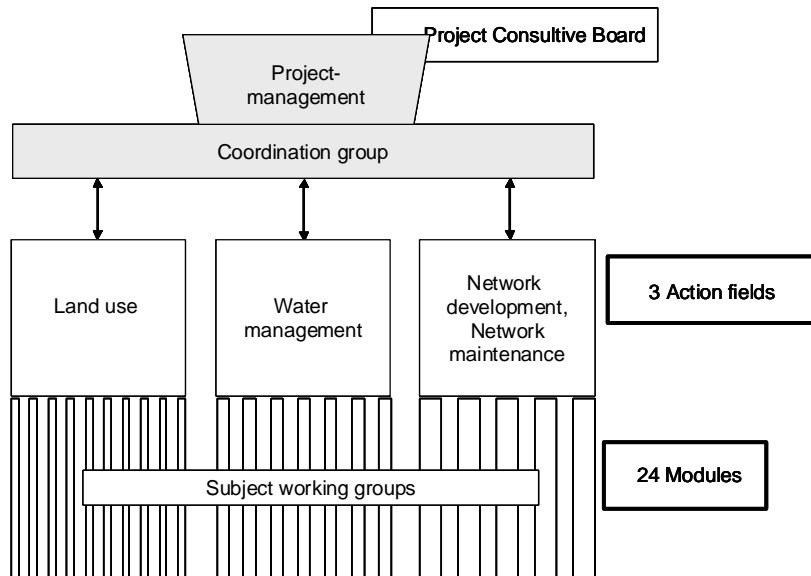 Project Consultive Board
Project-
management
Coordination group
Land use
Water
management
Network
development,
Network
maintenance
3 Action fields
Subject working groups
24 Modules